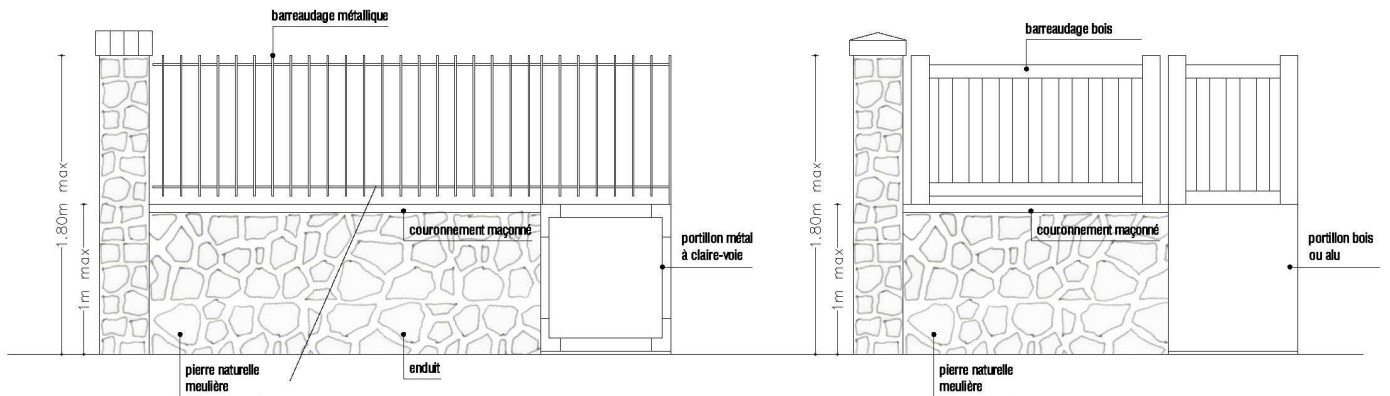 barreaudage métallique
barreaudage bois
1.80m max
1m max
couronnement maçonné
portillon métal
à claire-voie
1.80m max
1m max
couronnement maçonné
portillon bois
ou alu
pierre naturelle
meulière
enduit
pierre naturelle
meulière